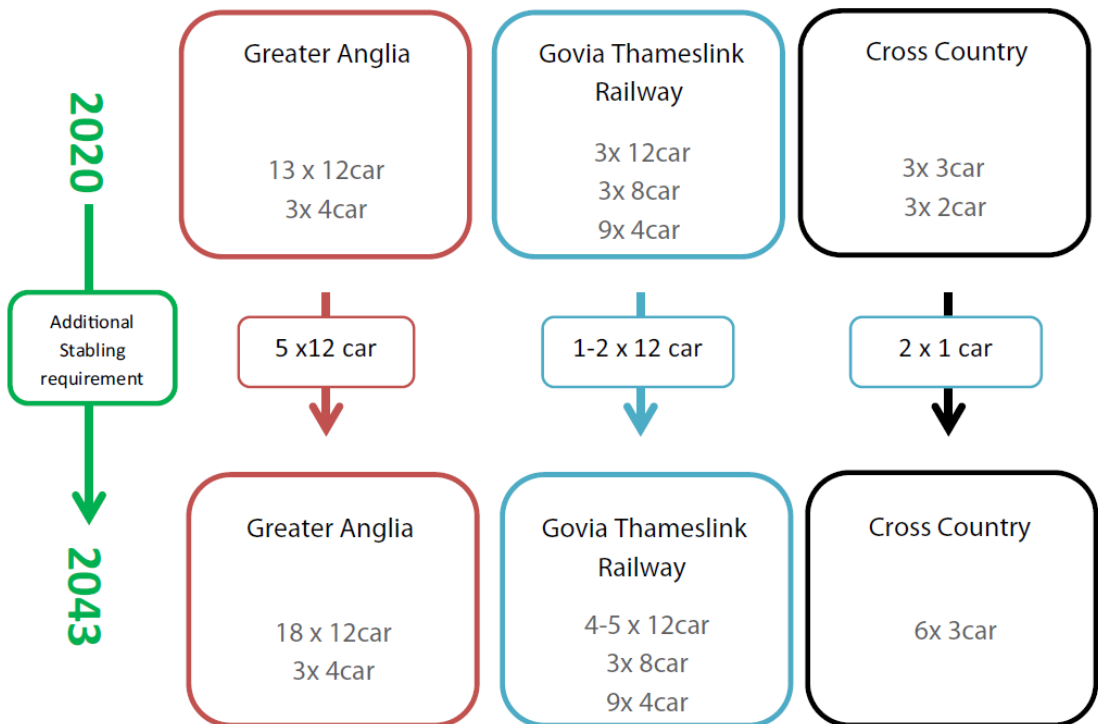 2020
Greater Anglia
13 x 12car
3x 4car
Govia Thameslink
Railway
3x 12car
3x 8car
9x 4car
Cross Country
3x 3car
3x 2car
Additional
Stabling
requirement
5 x12 car
1-2 x 12 car
2 x 1 car
2043
Greater Anglia
18 x 12car
3x 4car
Govia Thameslink
Railway
4-5 x 12car
3x 8car
9x 4car
Cross Country
6x 3car